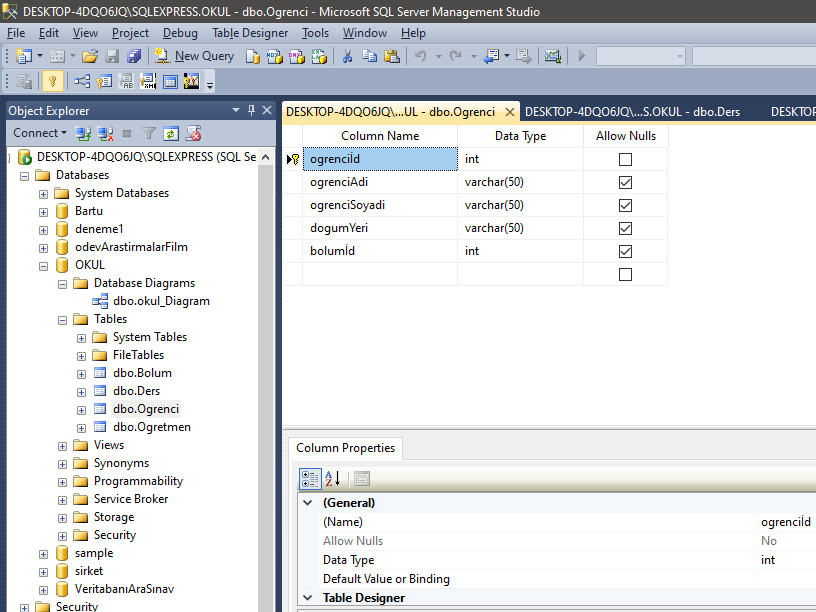 DESKTOP-4DQO6JQ\SQLEXPRESS.OKUL - dbo.Ogrenci - Microsoft SQL Server Management Studio
File Edit View Project Debug Table Designer Tools Window Help
New Query
Object Explorer
Connect
DESKTOP-4DQO6JQ\SQLEXPRESS (SQL Se
Databases
System Databases
Bartu
deneme1
odevArastirmalarFilm
OKUL
Database Diagrams
dbo.okul_Diagram
Tables
System Tables
FileTables
dbo.Bolum
dbo.Ders
dbo.Ogrenci
dbo.Ogretmen
Views
Synonyms
Programmability
Service Broker
Storage
Security
sample
sirket
VeritabanıAraSınav
Security
DESKTOP-4DQO6JQ\...UL - dbo.Ogrenci DESKTOP-4DQO6JQ\...S.OKUL - dbo.Ders DESKTOP
Column Name Data Type Allow Nulls
ogrenciİd int
ogrenciAdi varchar(50)
ogrenciSoyadi varchar(50)
dogumYeri varchar(50)
bolumİd int
Column Properties
(General)
(Name) ogrenciİd
Allow Nulls No
Data Type int
Default Value or Binding
Table Designer